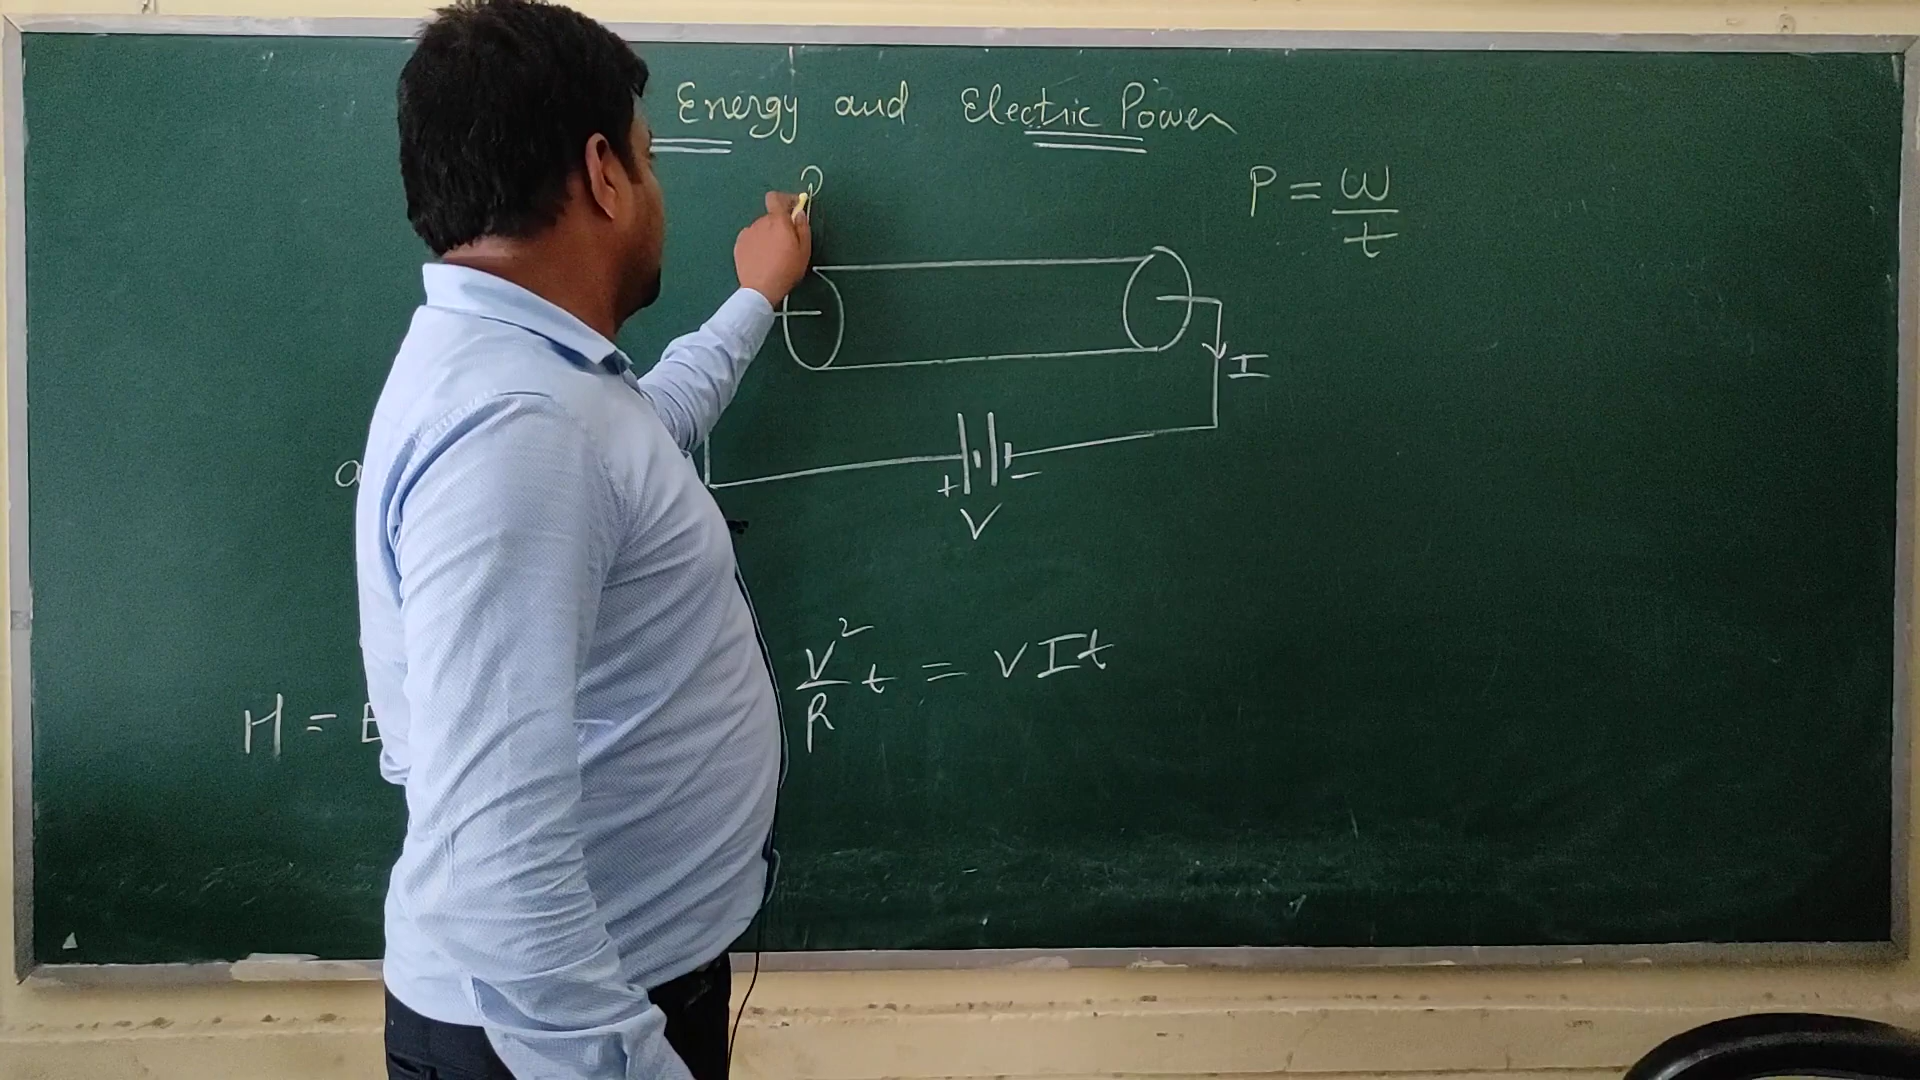 Energy and Electric Power
P
P = W/t
I
+ -
V
a
V²/R t = VIt
H = E